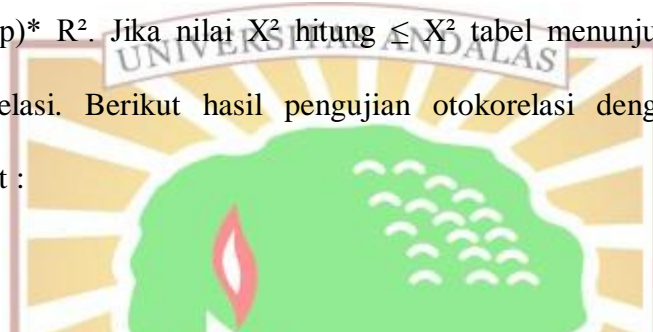 p)* R². Jika nilai X² hitung ≤ X² tabel menunju
UNIVERSITAS ANDALAS
elasi. Berikut hasil pengujian otokorelasi deng
t :